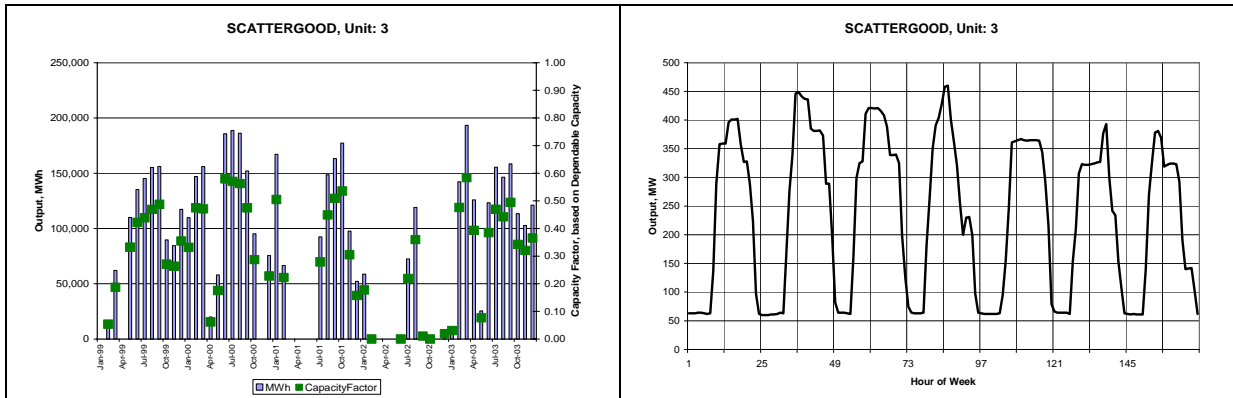 SCATTERGOOD, Unit: 3
250,000
200,000
150,000
100,000
50,000
0
Output, MWh
1.00
0.90
0.80
0.70
0.60
0.50
0.40
0.30
0.20
0.10
0.00
Capacity Factor, based on Dependable Capacity
Jan-99
Apr-99
Jul-99
Oct-99
Jan-00
Apr-00
Jul-00
Oct-00
Jan-01
Apr-01
Jul-01
Oct-01
Jan-02
Apr-02
Jul-02
Oct-02
Jan-03
Apr-03
Jul-03
Oct-03
MWh
CapacityFactor
SCATTERGOOD, Unit: 3
500
450
400
350
300
250
200
150
100
50
0
Output, MW
1
25
49
73
97
121
145
Hour of Week